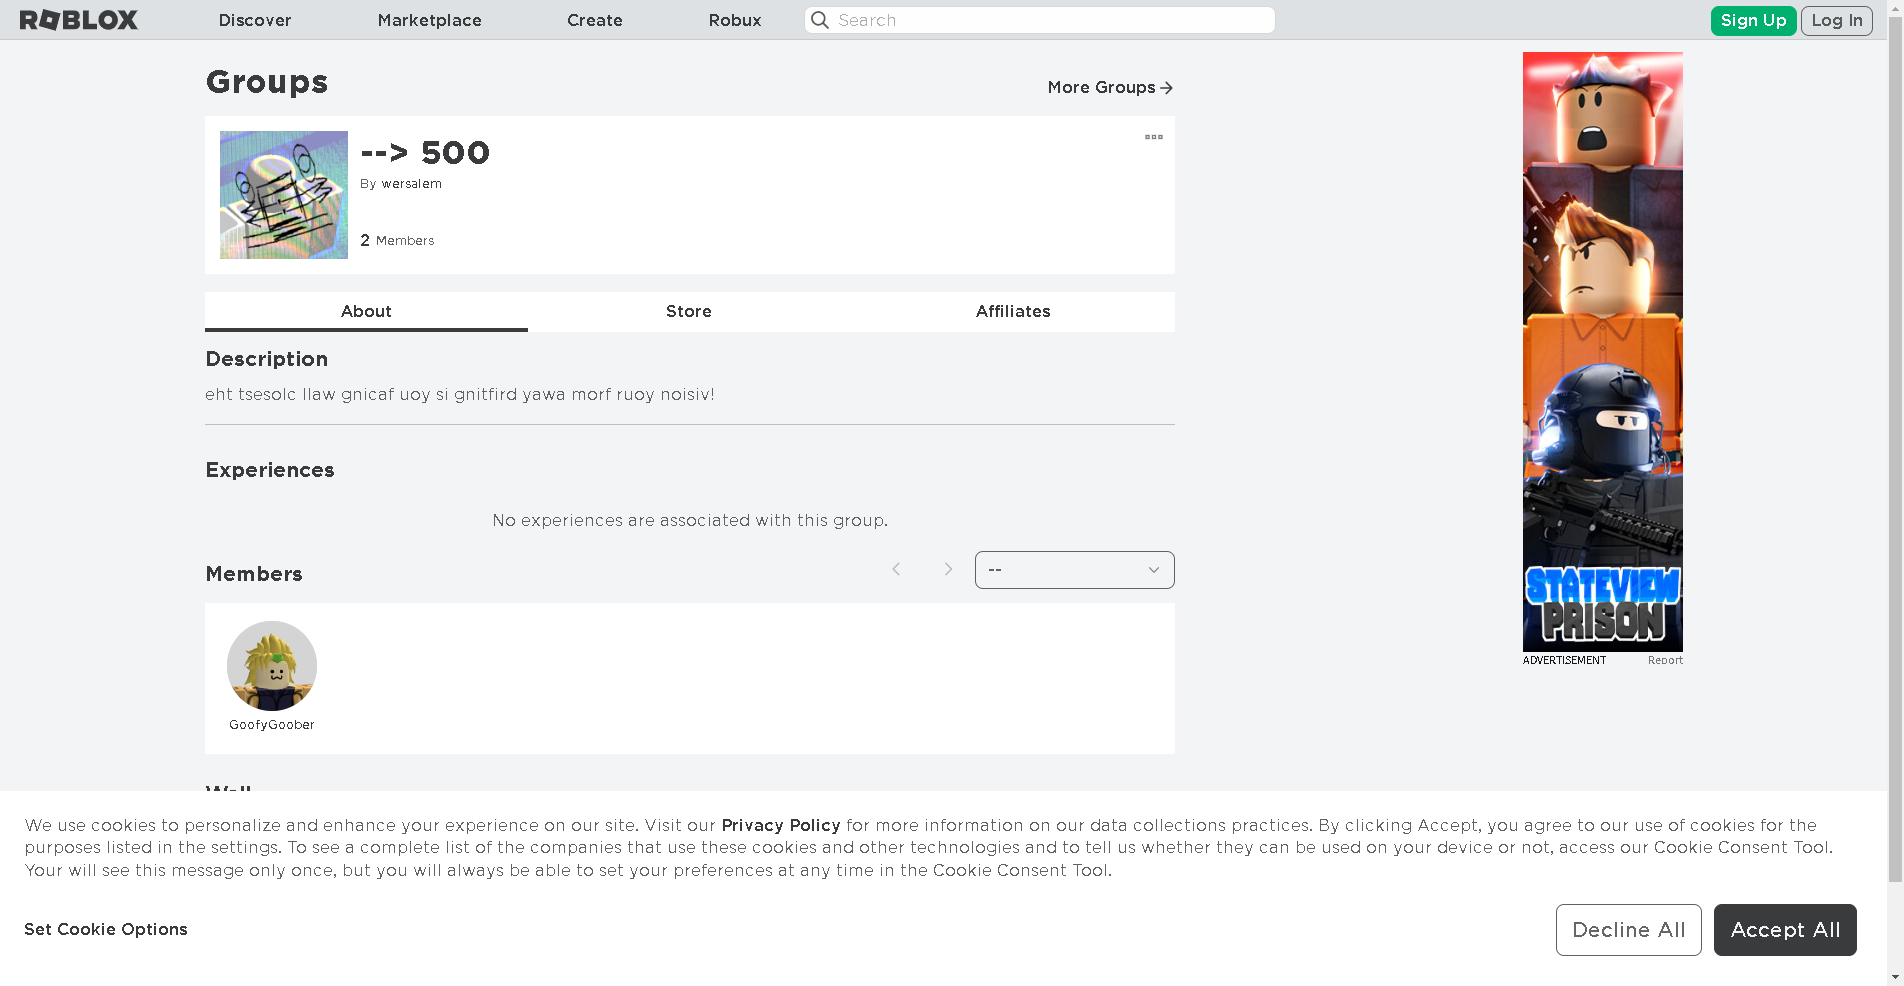 ROBLOX Discover Marketplace Create Robux Search Sign Up Log In
Groups
More Groups
--> 500
By wersalem
2 Members
About Store Affiliates
Description
eht tsesolc llaw gnicaf uoy si gnitfird yawa morf ruoy noisiv!
Experiences
No experiences are associated with this group.
Members
--
GoofyGoober
Wall
STATEVIEW
PRISON
ADVERTISEMENT Report
We use cookies to personalize and enhance your experience on our site. Visit our Privacy Policy for more information on our data collections practices. By clicking Accept, you agree to our use of cookies for the
purposes listed in the settings. To see a complete list of the companies that use these cookies and other technologies and to tell us whether they can be used on your device or not, access our Cookie Consent Tool.
Your will see this message only once, but you will always be able to set your preferences at any time in the Cookie Consent Tool.
Set Cookie Options
Decline All
Accept All